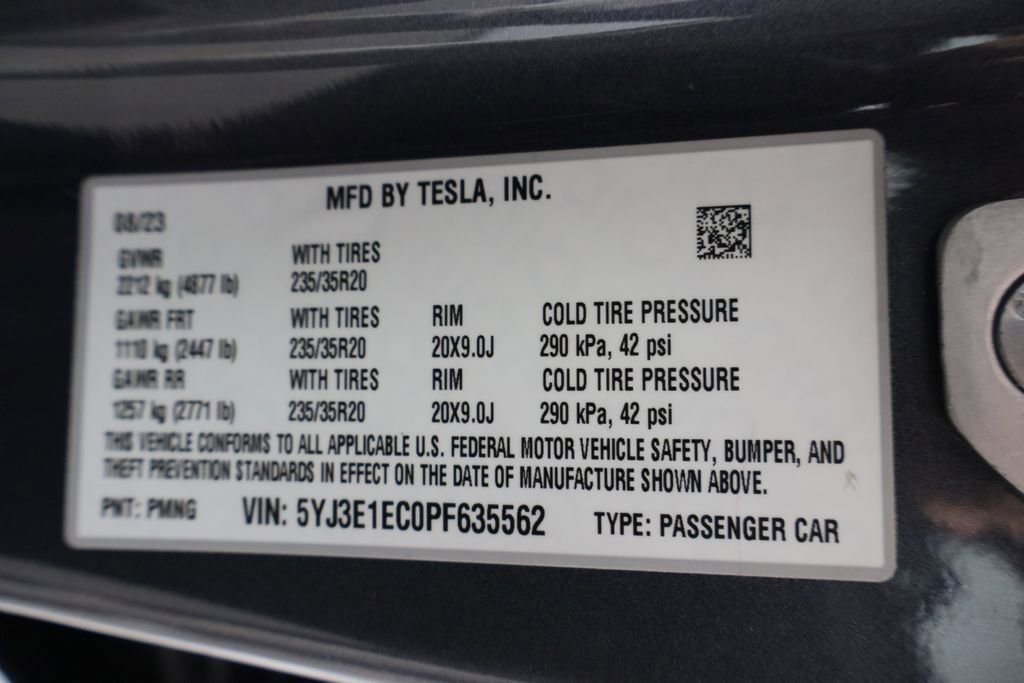 MFD BY TESLA, INC.
08/23
GVWR WITH TIRES
2212 kg (4877 lb) 235/35R20
GAWR FRT WITH TIRES RIM COLD TIRE PRESSURE
1110 kg (2447 lb) 235/35R20 20X9.0J 290 kPa, 42 psi
GAWR RR WITH TIRES RIM COLD TIRE PRESSURE
1257 kg (2771 lb) 235/35R20 20X9.0J 290 kPa, 42 psi
THIS VEHICLE CONFORMS TO ALL APPLICABLE U.S. FEDERAL MOTOR VEHICLE SAFETY, BUMPER, AND
THEFT PREVENTION STANDARDS IN EFFECT ON THE DATE OF MANUFACTURE SHOWN ABOVE.
PNT: PMNG VIN: 5YJ3E1EC0PF635562 TYPE: PASSENGER CAR